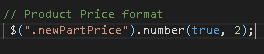 // Product Price format
$(".newPartPrice").number(true, 2);